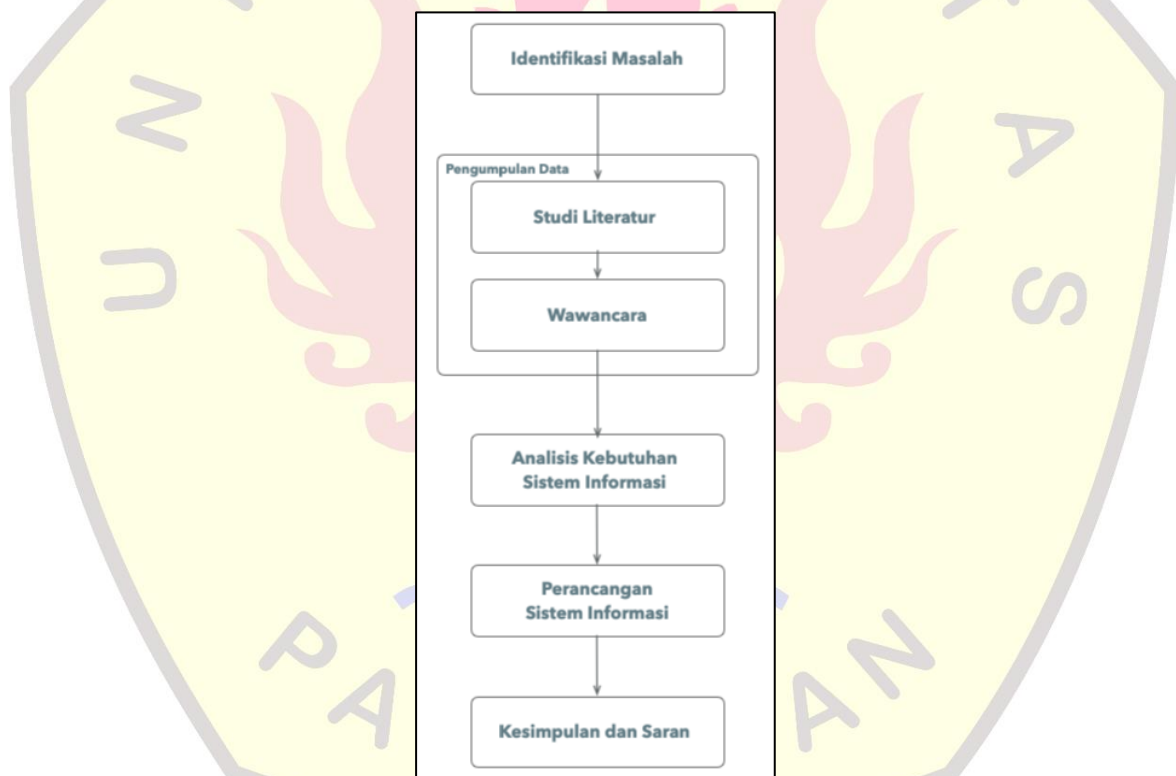 Identifikasi Masalah
Pengumpulan Data
Studi Literatur
Wawancara
Analisis Kebutuhan
Sistem Informasi
Perancangan
Sistem Informasi
Kesimpulan dan Saran
U N
A S
P A
A N